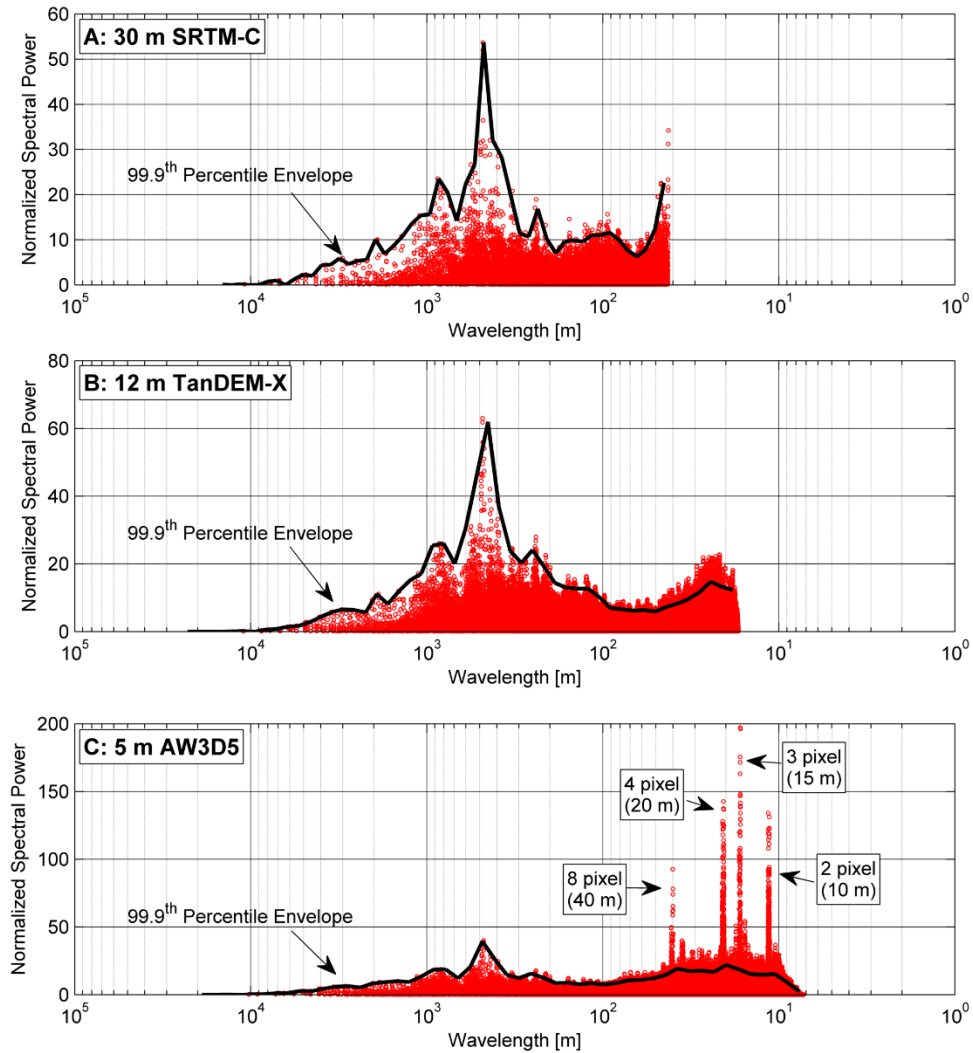 A: 30 m SRTM-C
Normalized Spectral Power
60
50
40
30
20
10
0
99.9th Percentile Envelope
10^5
10^4
10^3
10^2
10^1
10^0
Wavelength [m]
B: 12 m TanDEM-X
Normalized Spectral Power
80
60
40
20
0
99.9th Percentile Envelope
10^5
10^4
10^3
10^2
10^1
10^0
Wavelength [m]
C: 5 m AW3D5
Normalized Spectral Power
200
150
100
50
0
99.9th Percentile Envelope
8 pixel
(40 m)
4 pixel
(20 m)
3 pixel
(15 m)
2 pixel
(10 m)
10^5
10^4
10^3
10^2
10^1
10^0
Wavelength [m]